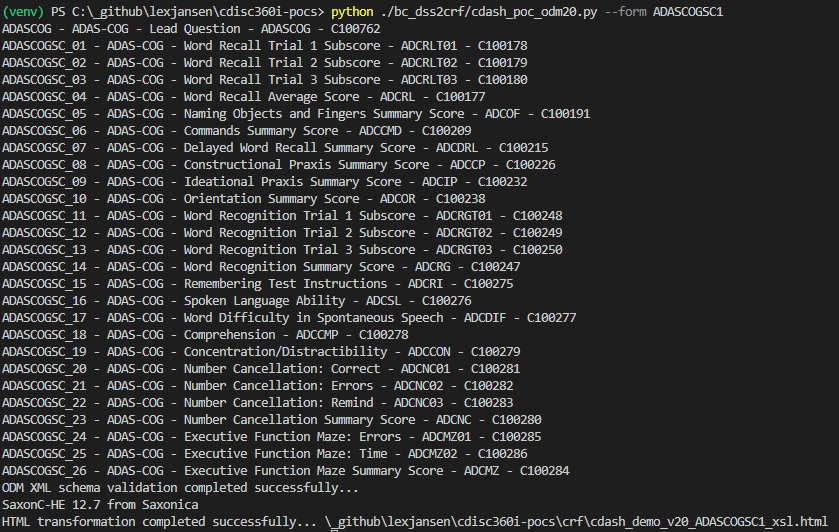 (venv) PS C:\_github\lexjansen\cdisc360i-pocs> python ./bc_dss2crf/cdash_poc_odm20.py --form ADASCOGSC1
ADASCOG - ADAS-COG - Lead Question - ADASCOG - C100762
ADASCOGSC_01 - ADAS-COG - Word Recall Trial 1 Subscore - ADCRLT01 - C100178
ADASCOGSC_02 - ADAS-COG - Word Recall Trial 2 Subscore - ADCRLT02 - C100179
ADASCOGSC_03 - ADAS-COG - Word Recall Trial 3 Subscore - ADCRLT03 - C100180
ADASCOGSC_04 - ADAS-COG - Word Recall Average Score - ADCRL - C100177
ADASCOGSC_05 - ADAS-COG - Naming Objects and Fingers Summary Score - ADCOF - C100191
ADASCOGSC_06 - ADAS-COG - Commands Summary Score - ADCCMD - C100209
ADASCOGSC_07 - ADAS-COG - Delayed Word Recall Summary Score - ADCDRL - C100215
ADASCOGSC_08 - ADAS-COG - Constructional Praxis Summary Score - ADCCP - C100226
ADASCOGSC_09 - ADAS-COG - Ideational Praxis Summary Score - ADCIP - C100232
ADASCOGSC_10 - ADAS-COG - Orientation Summary Score - ADCOR - C100238
ADASCOGSC_11 - ADAS-COG - Word Recognition Trial 1 Subscore - ADCRGT01 - C100248
ADASCOGSC_12 - ADAS-COG - Word Recognition Trial 2 Subscore - ADCRGT02 - C100249
ADASCOGSC_13 - ADAS-COG - Word Recognition Trial 3 Subscore - ADCRGT03 - C100250
ADASCOGSC_14 - ADAS-COG - Word Recognition Summary Score - ADCRG - C100247
ADASCOGSC_15 - ADAS-COG - Remembering Test Instructions - ADCRI - C100275
ADASCOGSC_16 - ADAS-COG - Spoken Language Ability - ADCSL - C100276
ADASCOGSC_17 - ADAS-COG - Word Difficulty in Spontaneous Speech - ADCDIF - C100277
ADASCOGSC_18 - ADAS-COG - Comprehension - ADCCMP - C100278
ADASCOGSC_19 - ADAS-COG - Concentration/Distractibility - ADCCON - C100279
ADASCOGSC_20 - ADAS-COG - Number Cancellation: Correct - ADCNC01 - C100281
ADASCOGSC_21 - ADAS-COG - Number Cancellation: Errors - ADCNC02 - C100282
ADASCOGSC_22 - ADAS-COG - Number Cancellation: Remind - ADCNC03 - C100283
ADASCOGSC_23 - ADAS-COG - Number Cancellation Summary Score - ADCNC - C100280
ADASCOGSC_24 - ADAS-COG - Executive Function Maze: Errors - ADCMZ01 - C100285
ADASCOGSC_25 - ADAS-COG - Executive Function Maze: Time - ADCMZ02 - C100286
ADASCOGSC_26 - ADAS-COG - Executive Function Maze Summary Score - ADCMZ - C100284
ODM XML schema validation completed successfully...
SaxonC-HE 12.7 from Saxonica
HTML transformation completed successfully... \_github\lexjansen\cdisc360i-pocs\crf\cdash_demo_v20_ADASCOGSC1_xsl.html